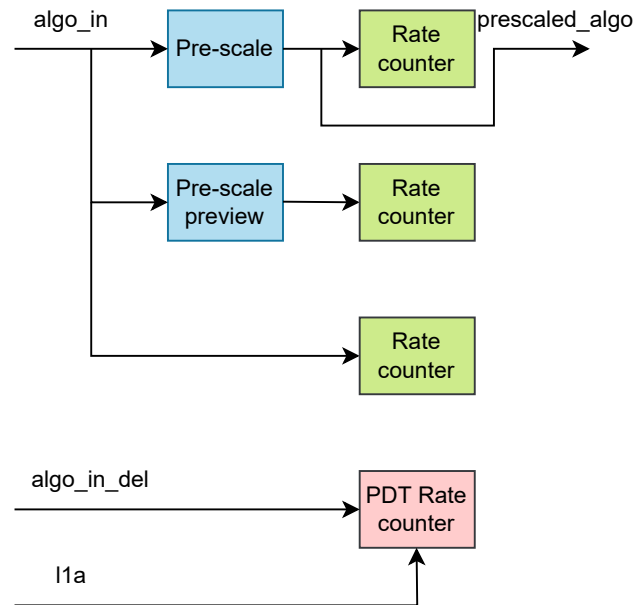 algo_in
prescaled_algo
Pre-scale
Rate
counter
Pre-scale
preview
Rate
counter
Rate
counter
algo_in_del
PDT Rate
counter
l1a